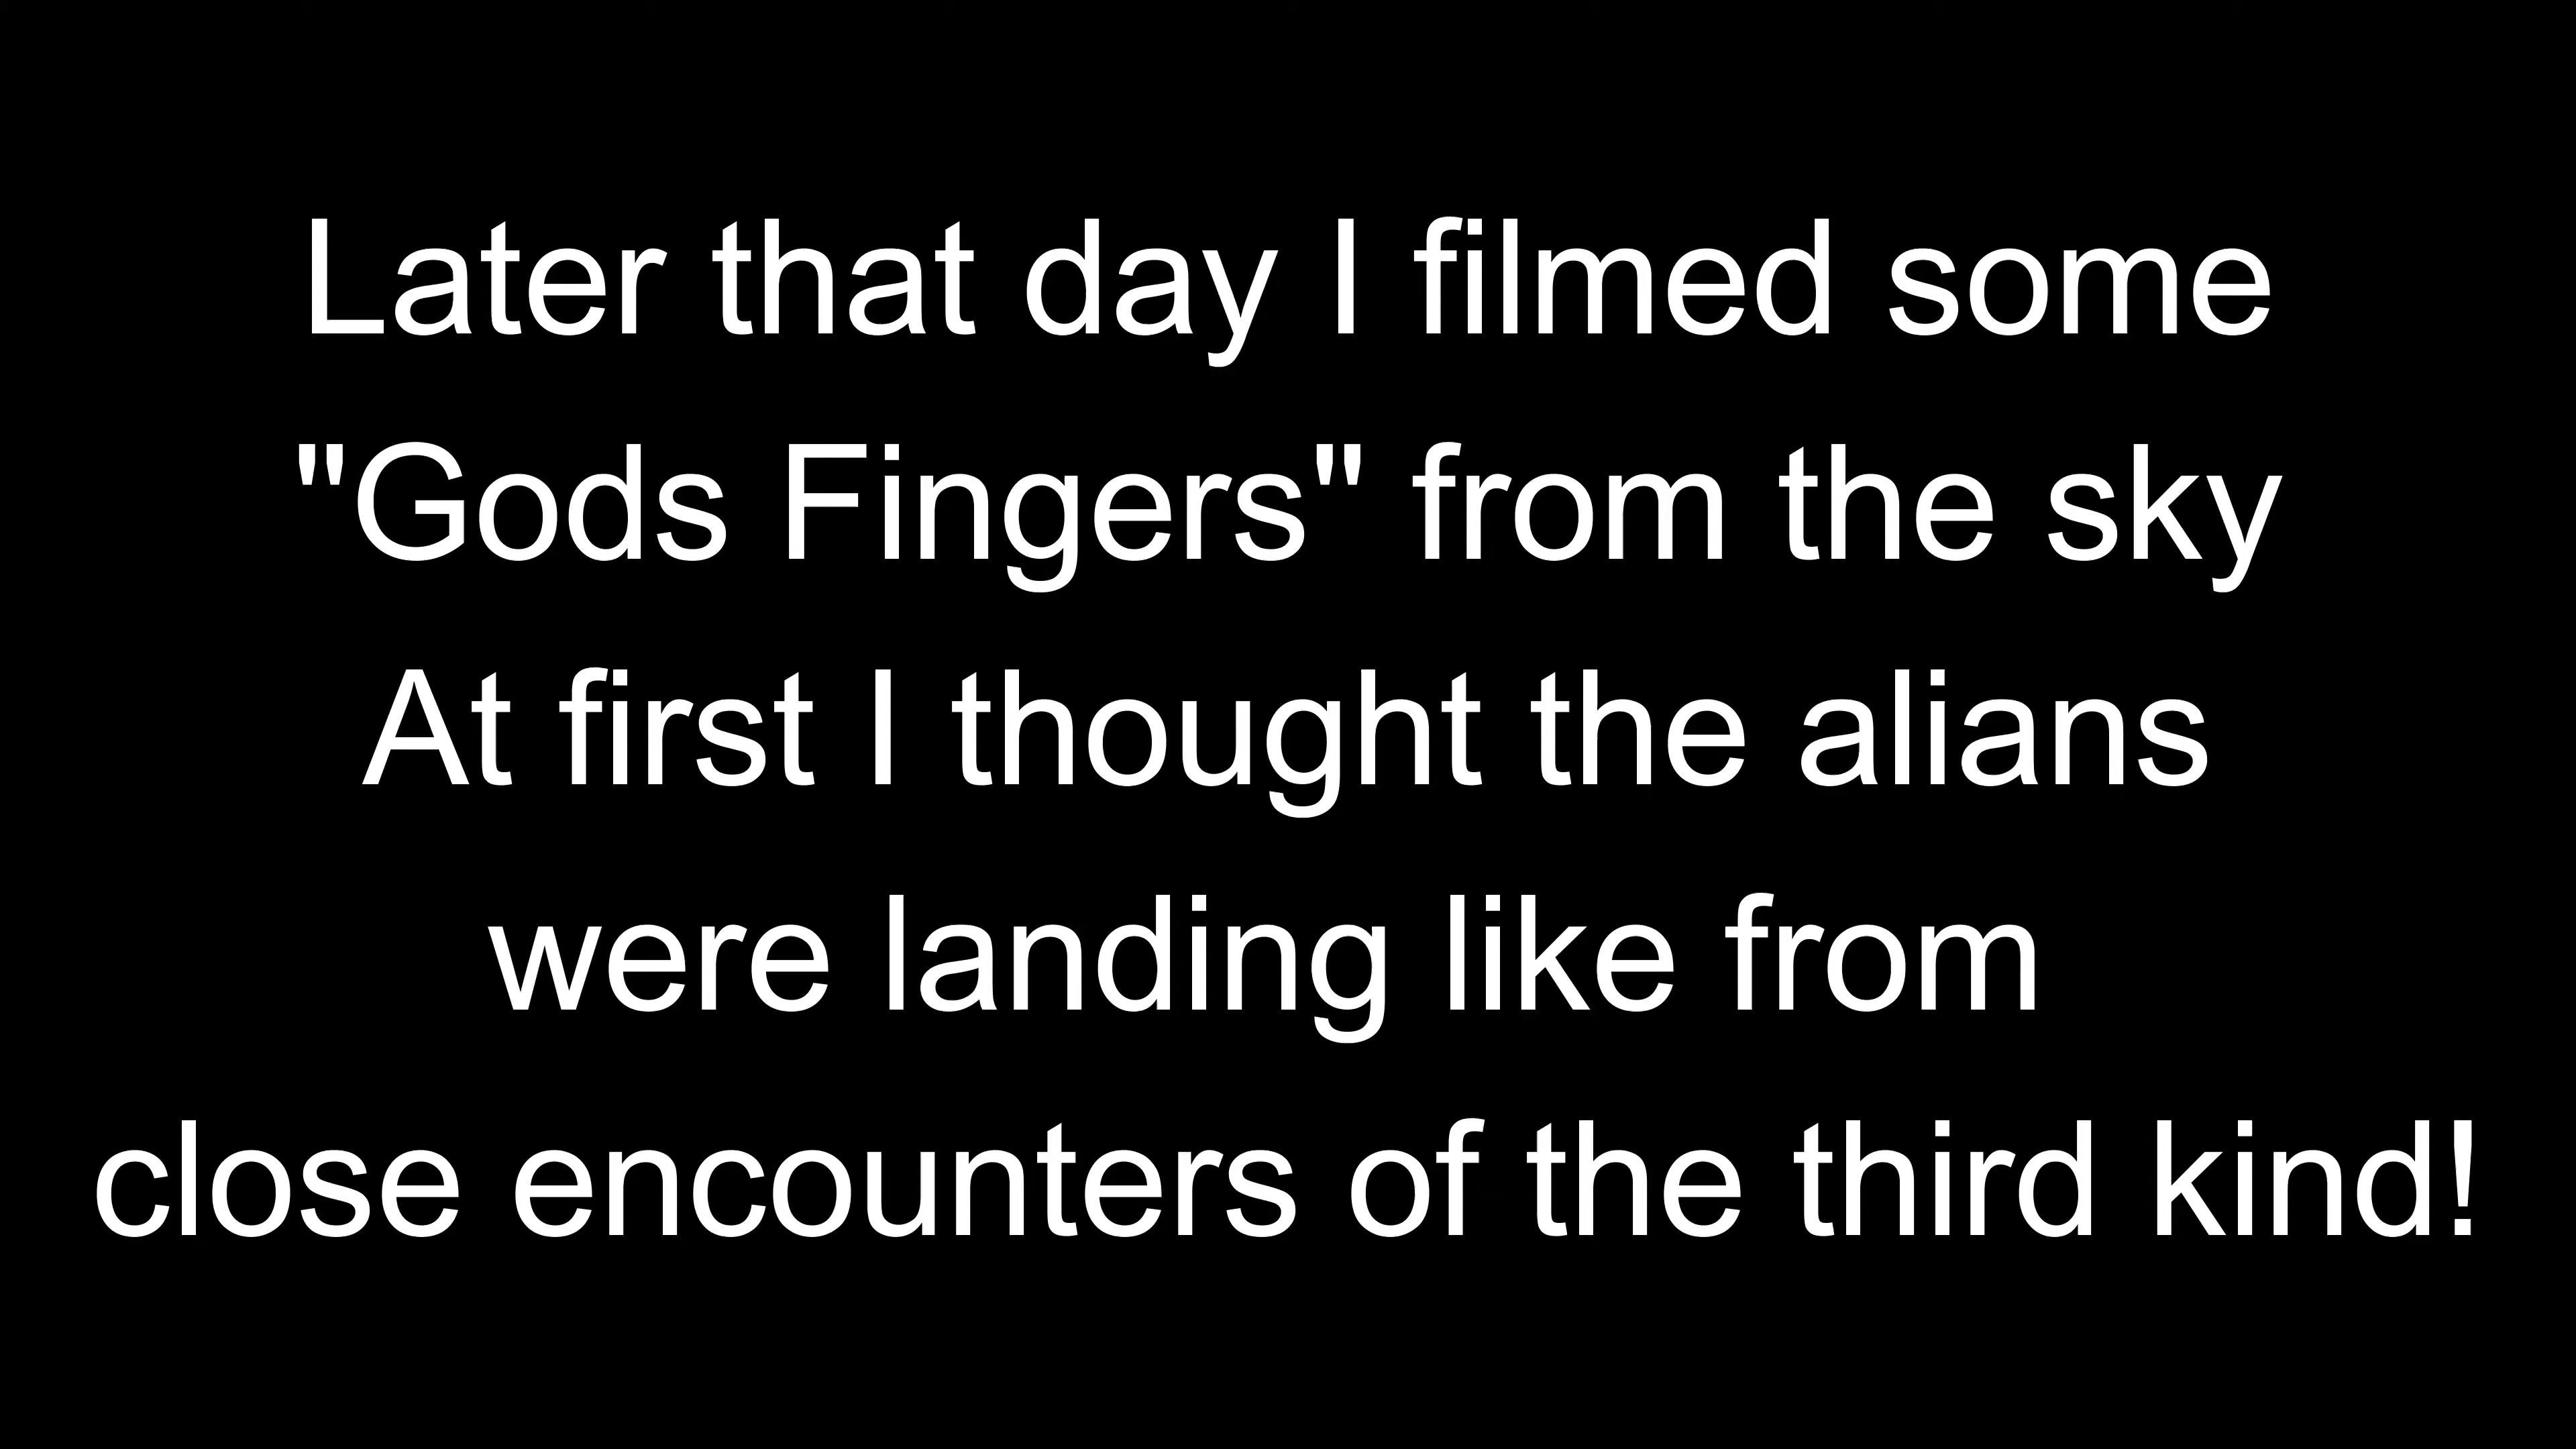 Later that day I filmed some
"Gods Fingers" from the sky
At first I thought the alians
were landing like from
close encounters of the third kind!